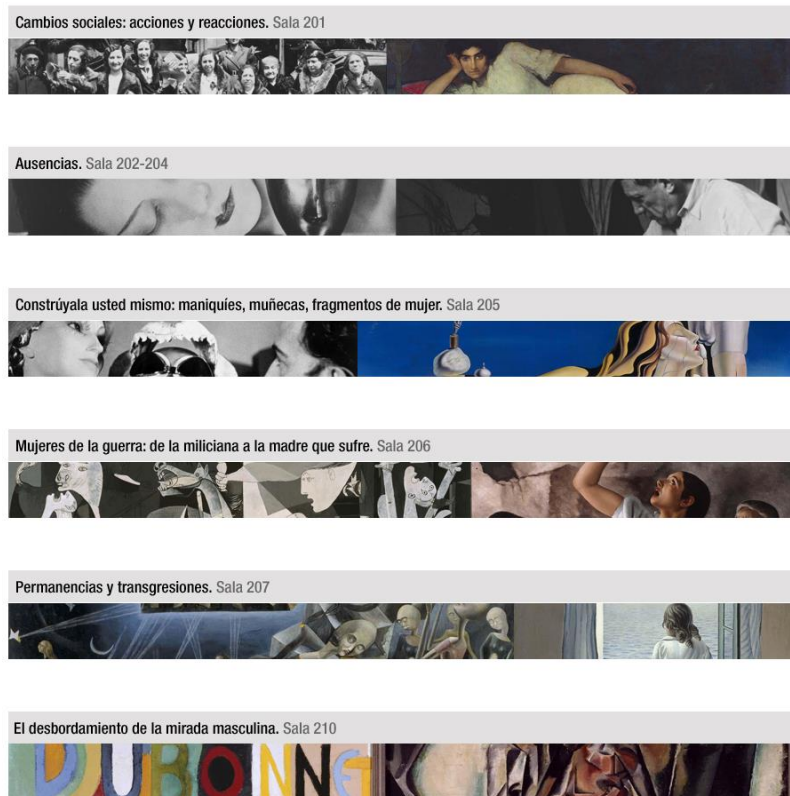 Cambios sociales: acciones y reacciones. Sala 201
Ausencias. Sala 202-204
Constrúyala usted mismo: maniquíes, muñecas, fragmentos de mujer. Sala 205
Mujeres de la guerra: de la miliciana a la madre que sufre. Sala 206
Permanencias y transgresiones. Sala 207
El desbordamiento de la mirada masculina. Sala 210
DUBONNET